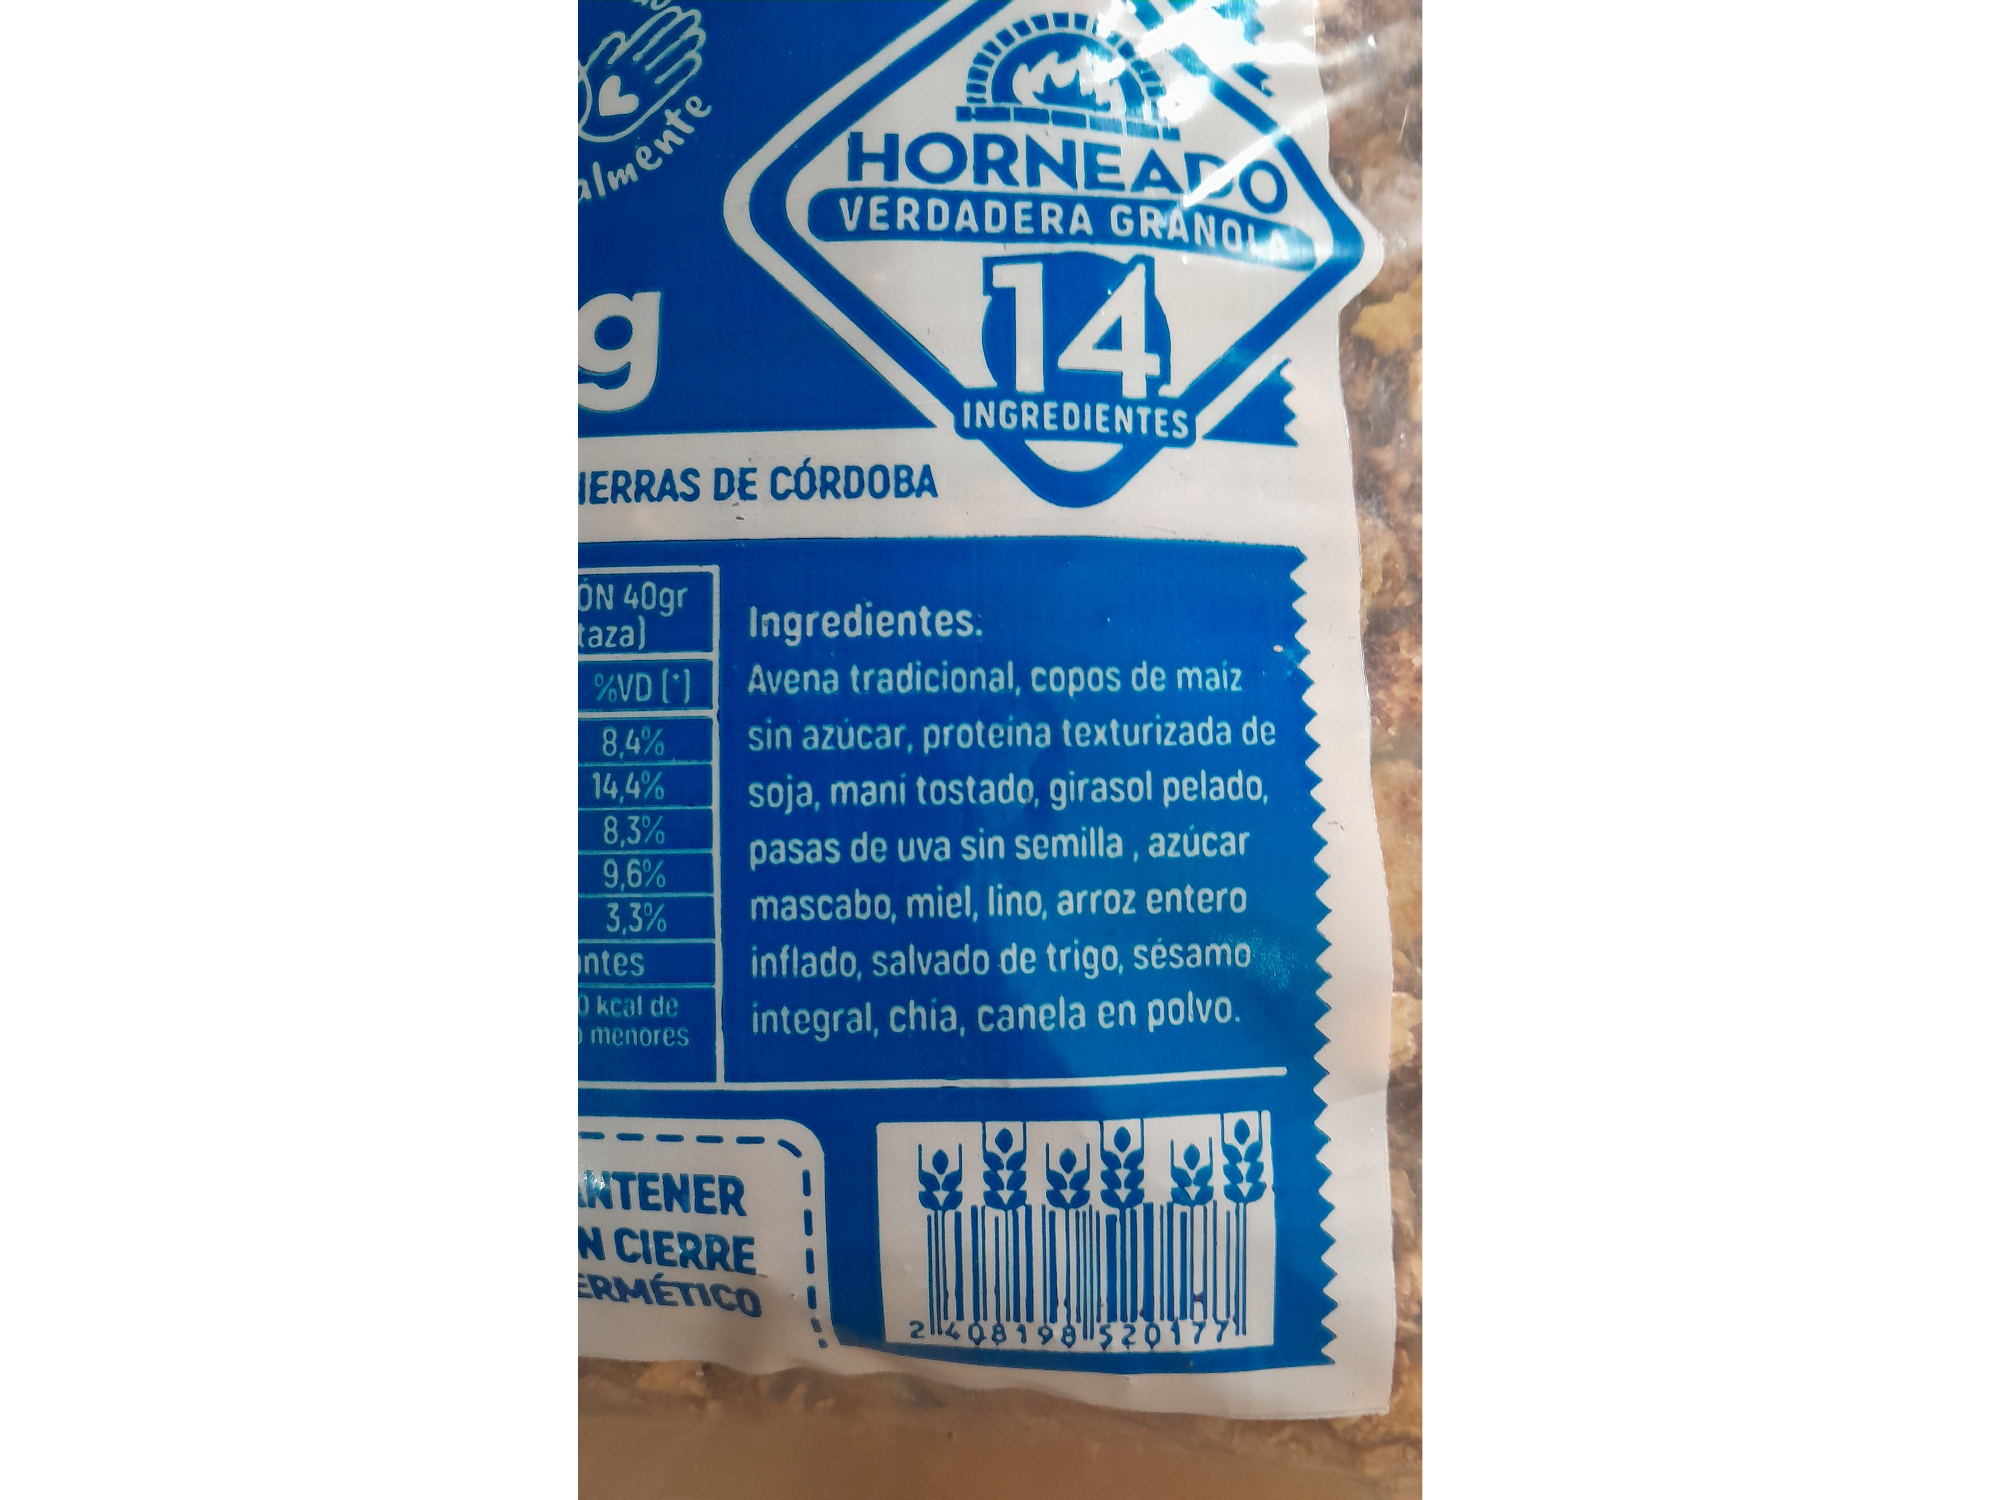 almente
HORNEADO
VERDADERA GRANOLA
14
INGREDIENTES
g
IERRAS DE CÓRDOBA
ÓN 40gr
taza)
%VD (*)
8,4%
14,4%
8,3%
9,6%
3,3%
ntes
0 kcal de
menores
Ingredientes:
Avena tradicional, copos de maíz
sin azúcar, proteína texturizada de
soja, maní tostado, girasol pelado,
pasas de uva sin semilla , azúcar
mascabo, miel, lino, arroz entero
inflado, salvado de trigo, sésamo
integral, chía, canela en polvo.
ANTENER
N CIERRE
ERMÉTICO
2 408198 520177